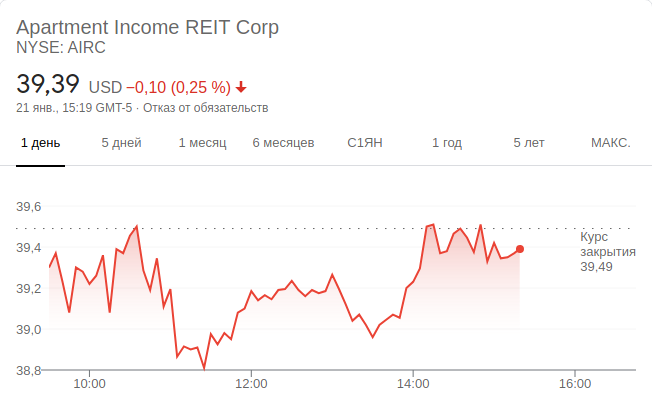 Apartment Income REIT Corp
NYSE: AIRC
39,39 USD −0,10 (0,25 %)
21 янв., 15:19 GMT-5 · Отказ от обязательств
1 день 5 дней 1 месяц 6 месяцев С1ЯН 1 год 5 лет МАКС.
39,6
39,4
39,2
39,0
38,8
Курс
закрытия
39,49
10:00 12:00 14:00 16:00